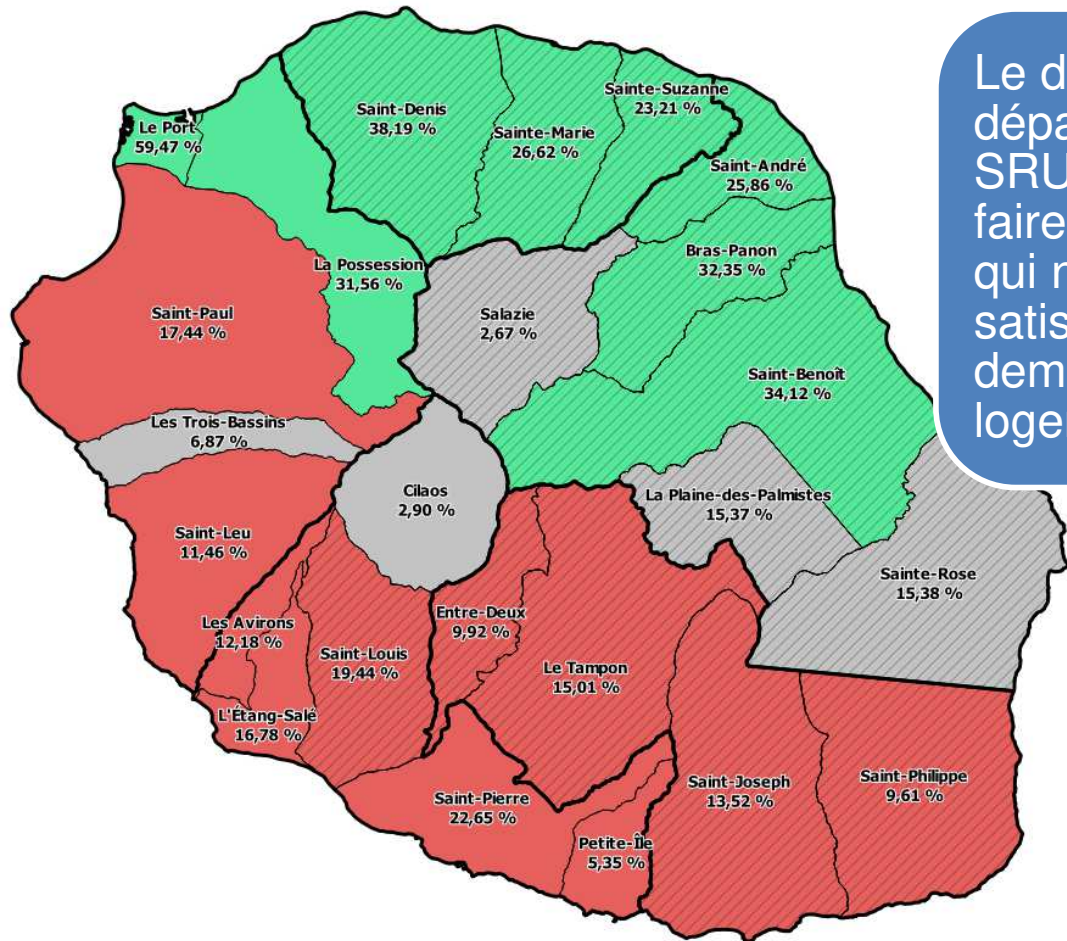 Saint-Denis
38,19 %
Sainte-Marie
26,62 %
Sainte-Suzanne
23,21 %
Le Port
59,47 %
Saint-André
25,86 %
La Possession
31,56 %
Bras-Panon
32,35 %
Saint-Paul
17,44 %
Salazie
2,67 %
Saint-Benoît
34,12 %
Les Trois-Bassins
6,87 %
Cilaos
2,90 %
La Plaine-des-Palmistes
15,37 %
Saint-Leu
11,46 %
Sainte-Rose
15,38 %
Les Avirons
12,18 %
Saint-Louis
19,44 %
Entre-Deux
9,92 %
Le Tampon
15,01 %
L'Étang-Salé
16,78 %
Saint-Pierre
22,65 %
Petite-Île
5,35 %
Saint-Joseph
13,52 %
Saint-Philippe
9,61 %
Le d
dépa
SRU
faire
qui n
satis
dem
loge